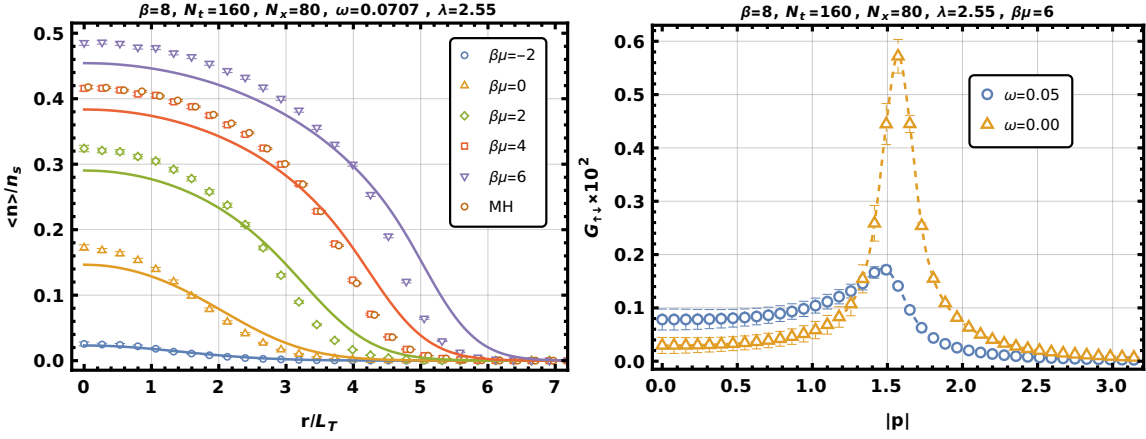 β=8, N_t=160, N_x=80, ω=0.0707 , λ=2.55
<n>/n_s
0.5
0.4
0.3
0.2
0.1
0.0
βμ=−2
βμ=0
βμ=2
βμ=4
βμ=6
MH
0 1 2 3 4 5 6 7
r/L_T
β=8, N_t=160, N_x=80, λ=2.55, βμ=6
G_↑↓×10^2
0.6
0.5
0.4
0.3
0.2
0.1
0.0
ω=0.05
ω=0.00
0.0 0.5 1.0 1.5 2.0 2.5 3.0
|p|